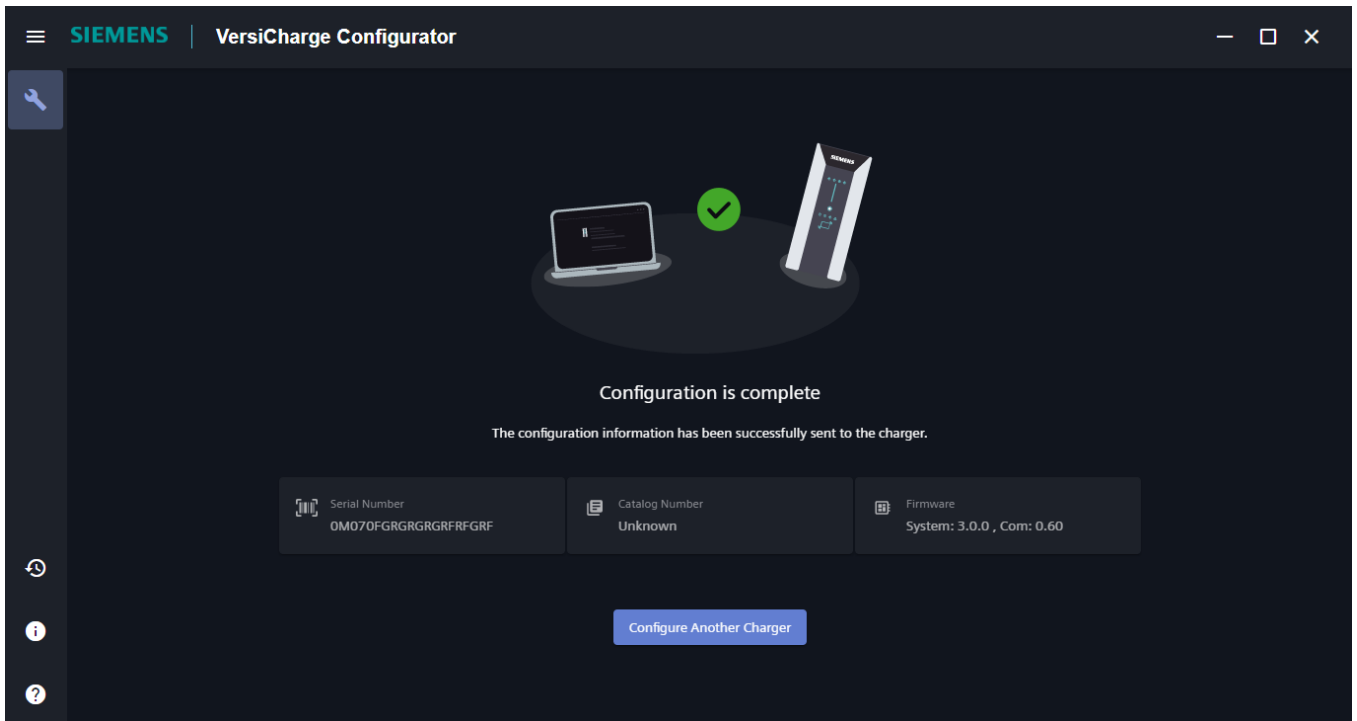 SIEMENS | VersiCharge Configurator
SIEMENS
Configuration is complete
The configuration information has been successfully sent to the charger.
Serial Number
0M070FGRGRGRGRFRFGRF
Catalog Number
Unknown
Firmware
System: 3.0.0 , Com: 0.60
Configure Another Charger